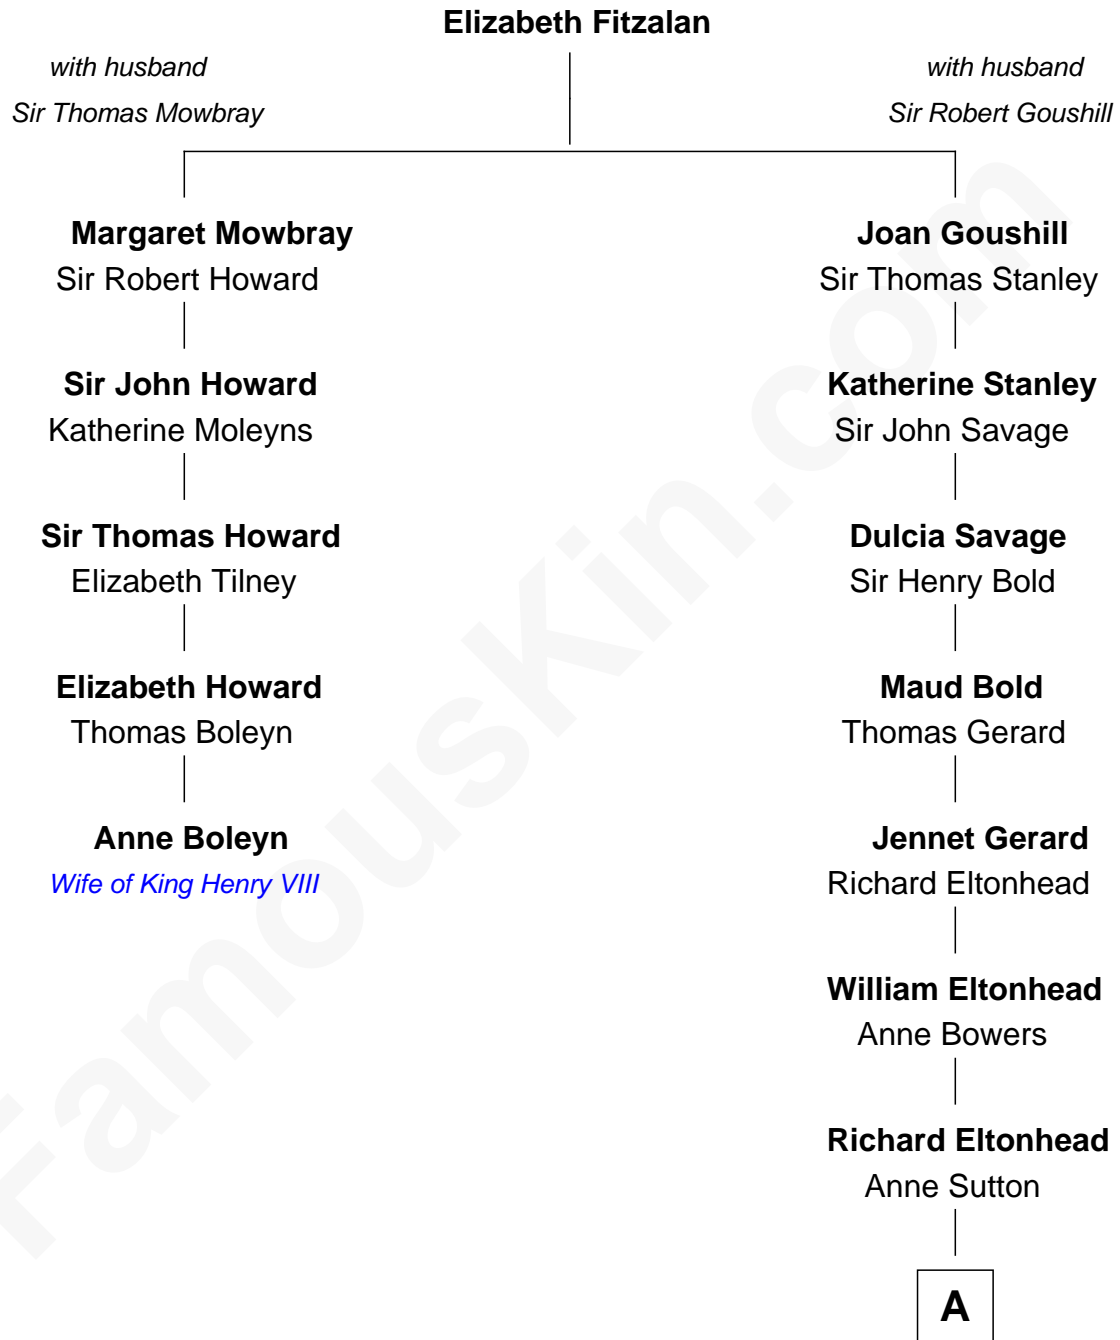 Elizabeth Fitzalan
with husband
Sir Thomas Mowbray
with husband
Sir Robert Goushill
Margaret Mowbray
Sir Robert Howard
Joan Goushill
Sir Thomas Stanley
Sir John Howard
Katherine Moleyns
Katherine Stanley
Sir John Savage
Sir Thomas Howard
Elizabeth Tilney
Dulcia Savage
Sir Henry Bold
Elizabeth Howard
Thomas Boleyn
Maud Bold
Thomas Gerard
Anne Boleyn
Wife of King Henry VIII
Jennet Gerard
Richard Eltonhead
William Eltonhead
Anne Bowers
Richard Eltonhead
Anne Sutton
A
FamousKin.com